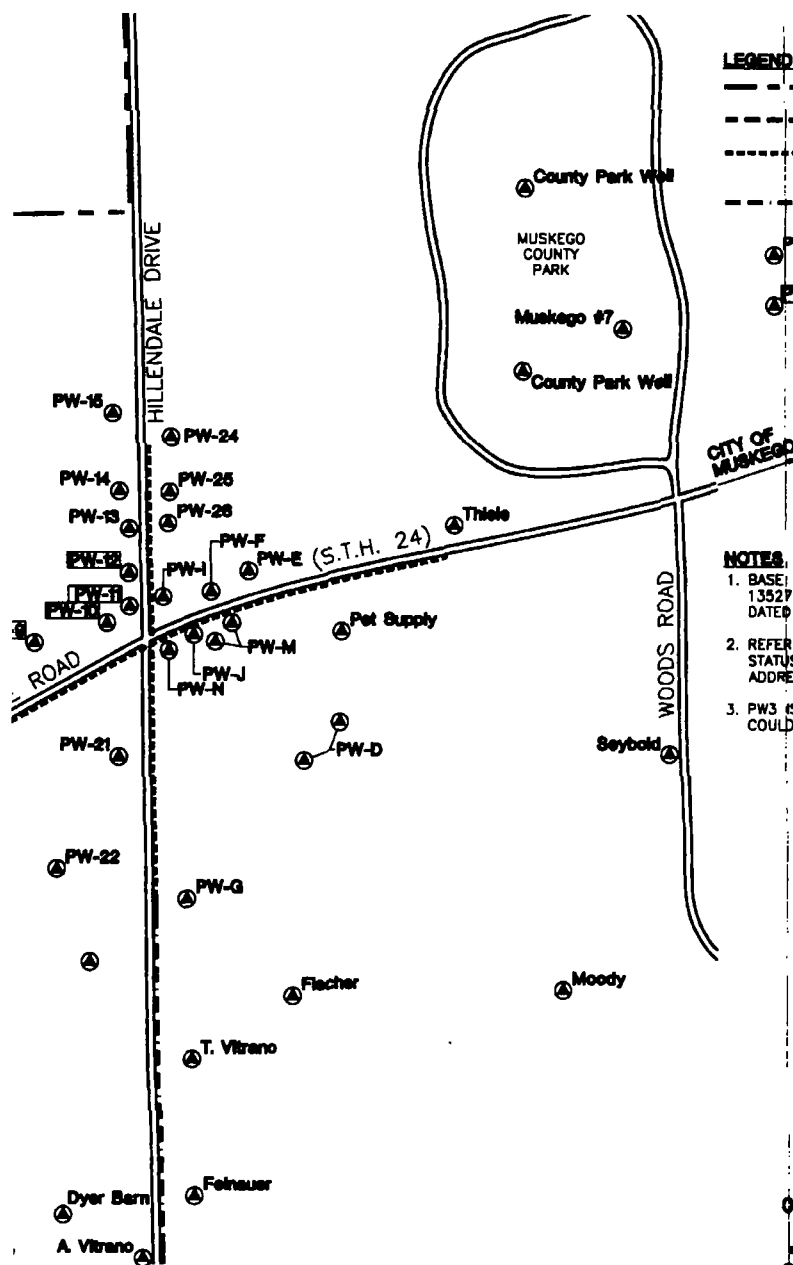 LEGEND
County Park Well
MUSKEGO
COUNTY
PARK
HILLENDALE DRIVE
Muskego #7
County Park Well
PW-15
PW-24
CITY OF
MUSKEGO
PW-14
PW-25
PW-13
PW-26
Thiele
(S.T.H. 24)
PW-F
PW-E
PW-12
PW-I
PW-11
PW-10
NOTES
1. BASE
13527
DATED
2. REFER
STATUS
ADDRE
3. PW3
COULD
Pet Supply
PW-M
PW-J
PW-N
ROAD
WOODS ROAD
PW-21
PW-D
Seybold
PW-22
PW-G
Fischer
Moody
T. Vitrano
Feinauer
Dyer Barn
A. Vitrano